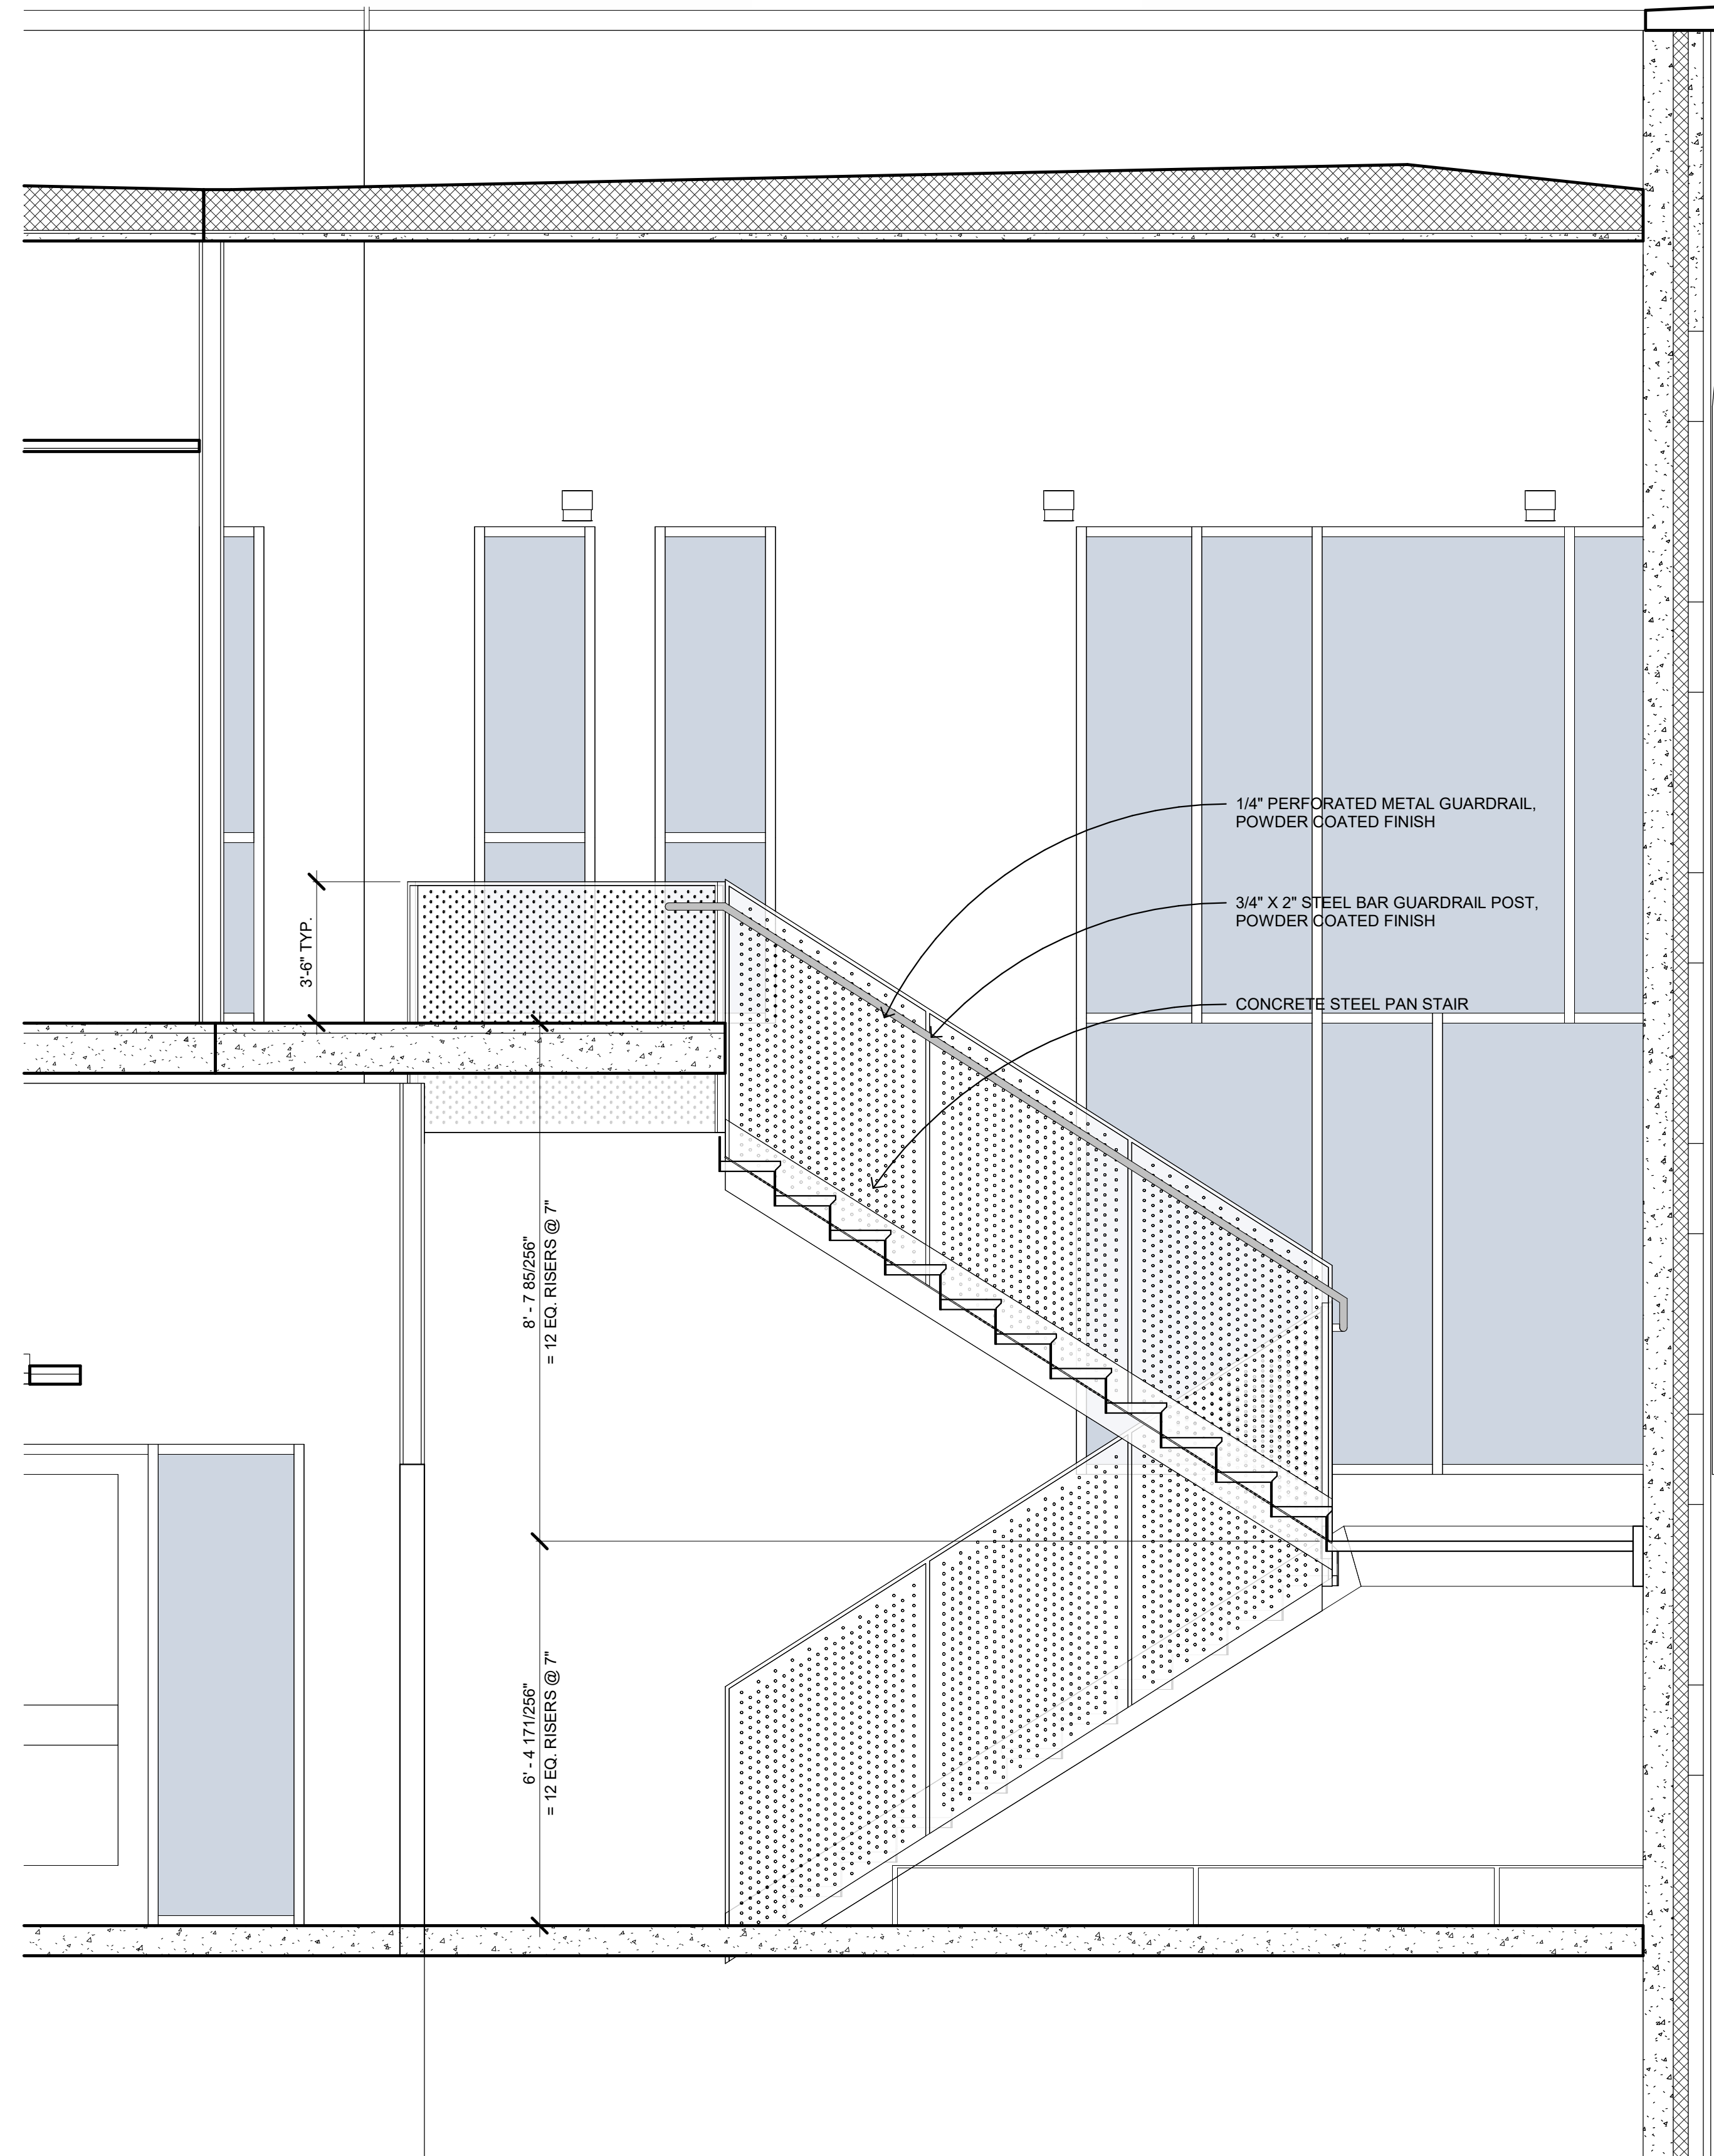 1/4" PERFORATED METAL GUARDRAIL,
POWDER COATED FINISH
3/4" X 2" STEEL BAR GUARDRAIL POST,
POWDER COATED FINISH
CONCRETE STEEL PAN STAIR
3'-6" TYP.
8' - 7 85/256"
= 12 EQ. RISERS @ 7"
6' - 4 171/256"
= 12 EQ. RISERS @ 7"